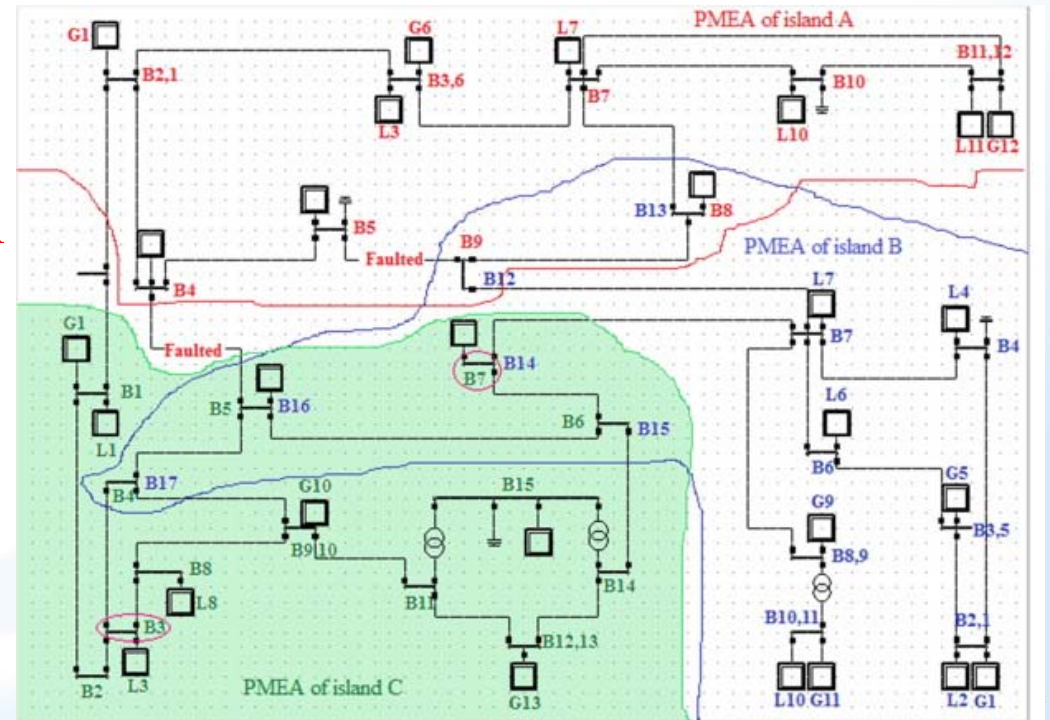 PMEA of island A
G1
G6
L7
B11,12
B2,1
B3,6
B7
B10
L3
L10
L11 G12
B13
B8
B5
B9
PMEA of island B
Faulted
B12
B4
L7
L4
G1
Faulted
B7
B4
B14
B7
B1
L6
B5
B16
B6
B15
L1
B6
B4
B17
G10
B15
G5
G9
B3,5
B9,10
B8,9
B8
B11
B14
L8
B10,11
B2,1
B3
B12,13
B2
L3
PMEA of island C
G13
L10 G11
L2 G1